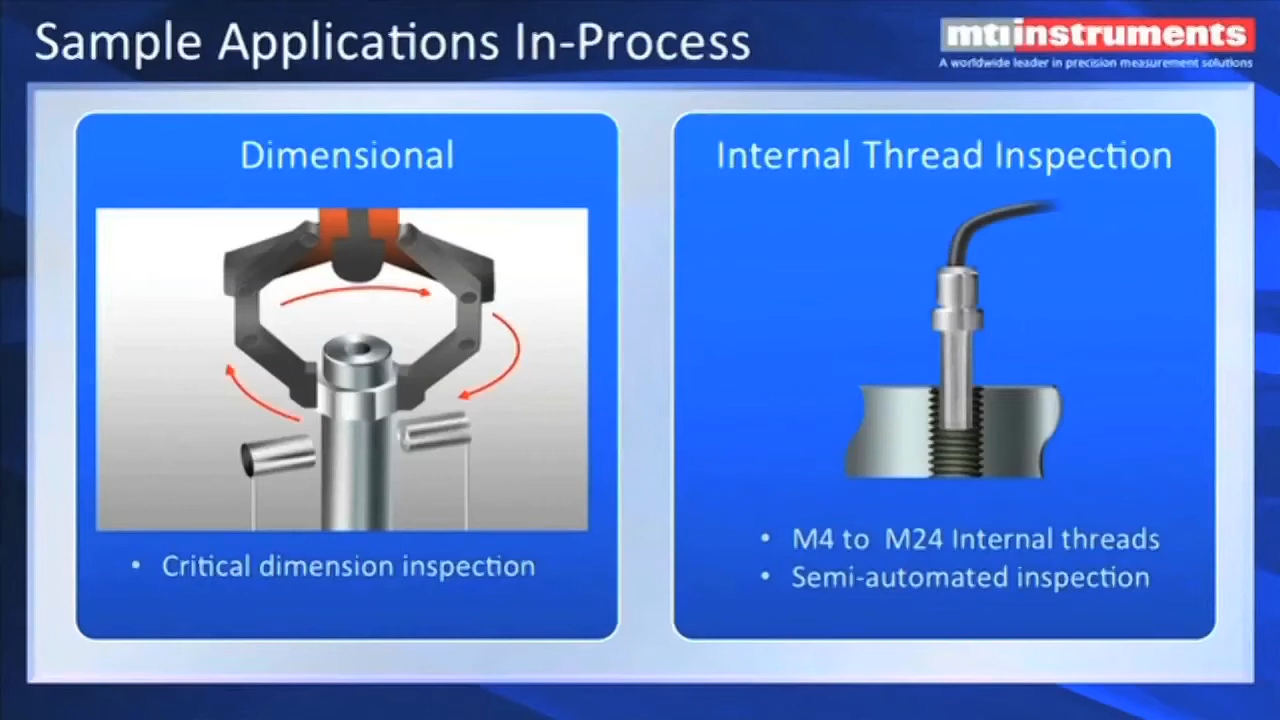 Sample Applications In-Process
mtiinstruments
A worldwide leader in precision measurement solutions
Dimensional
• Critical dimension inspection
Internal Thread Inspection
• M4 to M24 Internal threads
• Semi-automated inspection